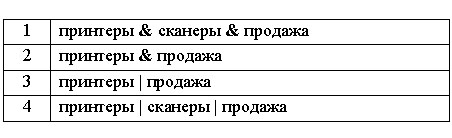 1 принтеры & сканеры & продажа
2 принтеры & продажа
3 принтеры | продажа
4 принтеры | сканеры | продажа